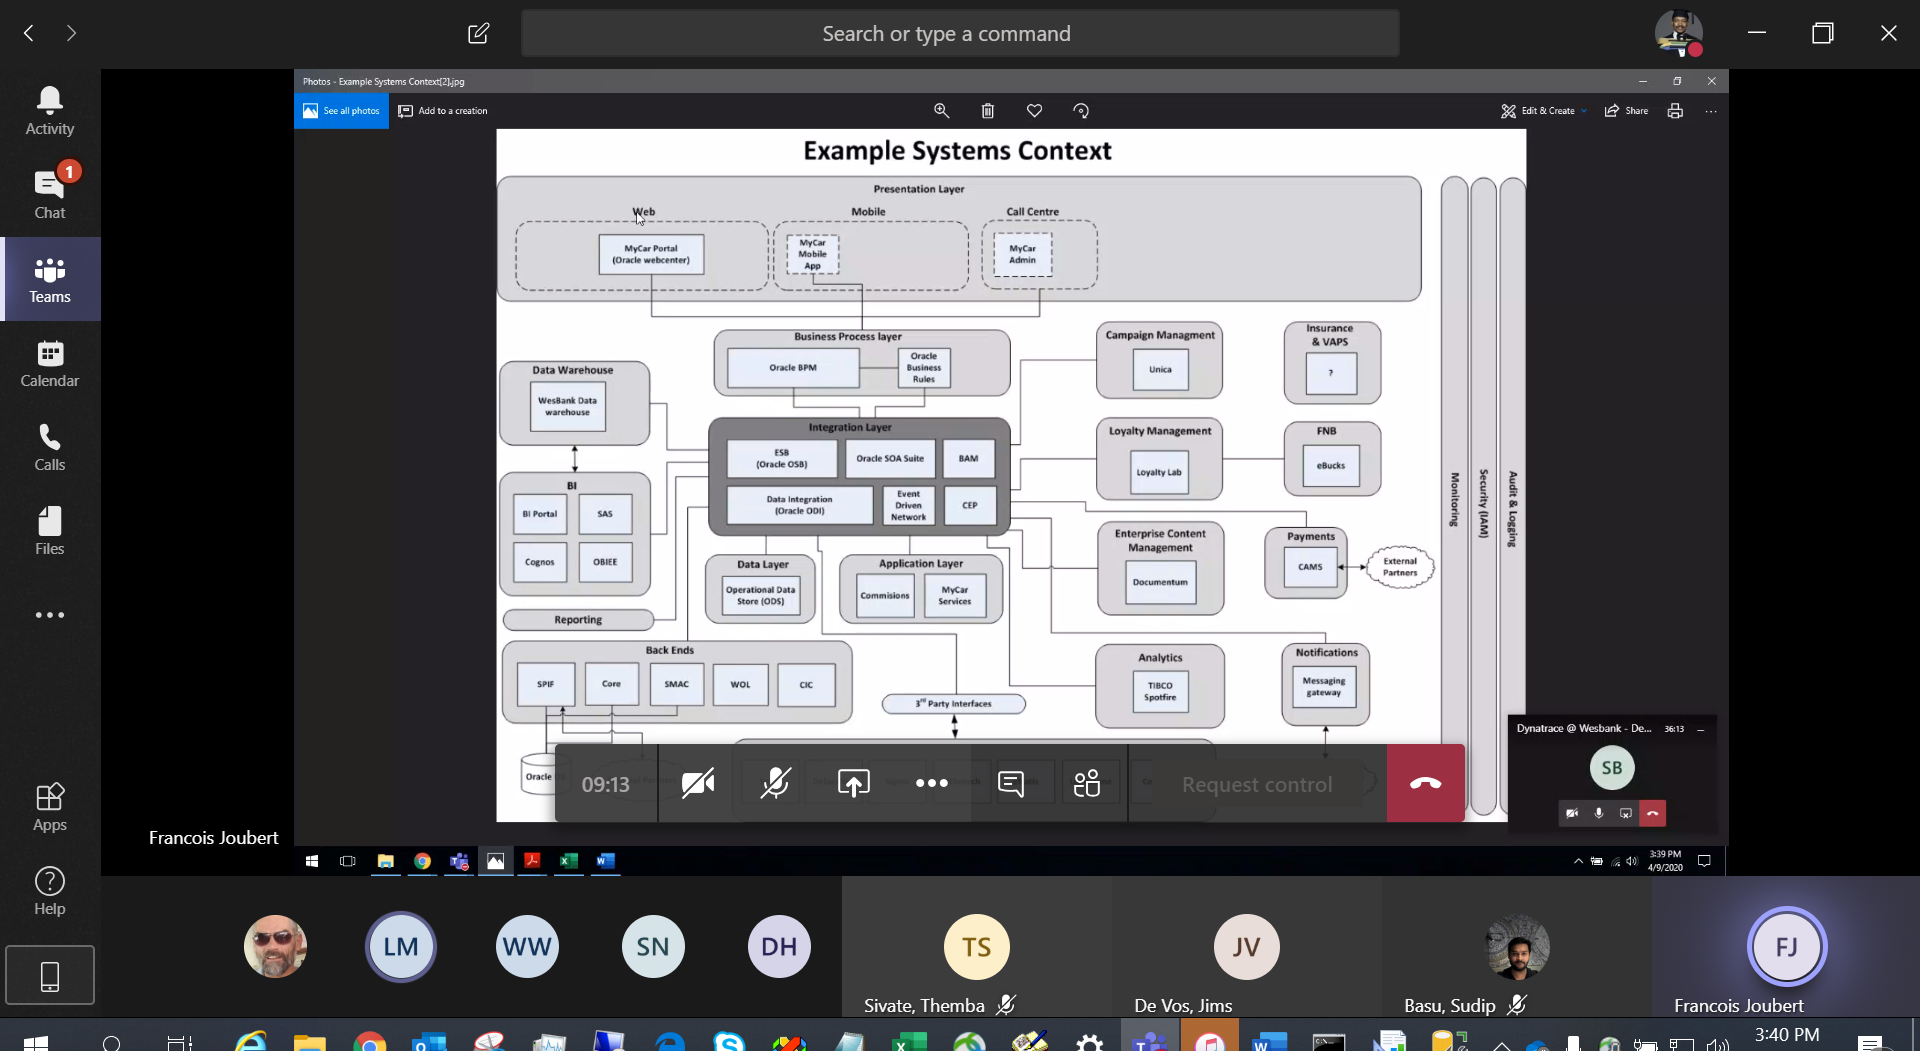 Search or type a command
Activity
1
Chat
Teams
Calendar
Calls
Files
Apps
Help
Photos - Example Systems Context[2].jpg
See all photos
Add to a creation
Edit & Create
Share
Example Systems Context
Presentation Layer
Web
Mobile
Call Centre
MyCar Portal
(Oracle webcenter)
MyCar
Mobile
App
MyCar
Admin
Business Process layer
Oracle BPM
Oracle
Business
Rules
Campaign Managment
Unica
Insurance
& VAPS
?
Data Warehouse
WesBank Data
warehouse
Integration Layer
ESB
(Oracle OSB)
Oracle SOA Suite
BAM
Data Integration
(Oracle ODI)
Event
Driven
Network
CEP
Loyalty Management
Loyalty Lab
FNB
eBucks
BI
BI Portal
SAS
Cognos
OBIEE
Data Layer
Operational Data
Store (ODS)
Application Layer
Commisions
MyCar
Services
Enterprise Content
Management
Documentum
Payments
CAMS
External
Partners
Reporting
Back Ends
SPIF
Core
SMAC
WOL
CIC
3rd Party Interfaces
Analytics
TIBCO
Spotfire
Notifications
Messaging
gateway
Monitoring
Security (IAM)
Audit & Logging
Oracle
09:13
Request control
Dynatrace @ Wesbank - De... 36:13
SB
Francois Joubert
3:39 PM
4/9/2020
LM
WW
SN
DH
TS
Sivate, Themba
JV
De Vos, Jims
Basu, Sudip
FJ
Francois Joubert
3:40 PM